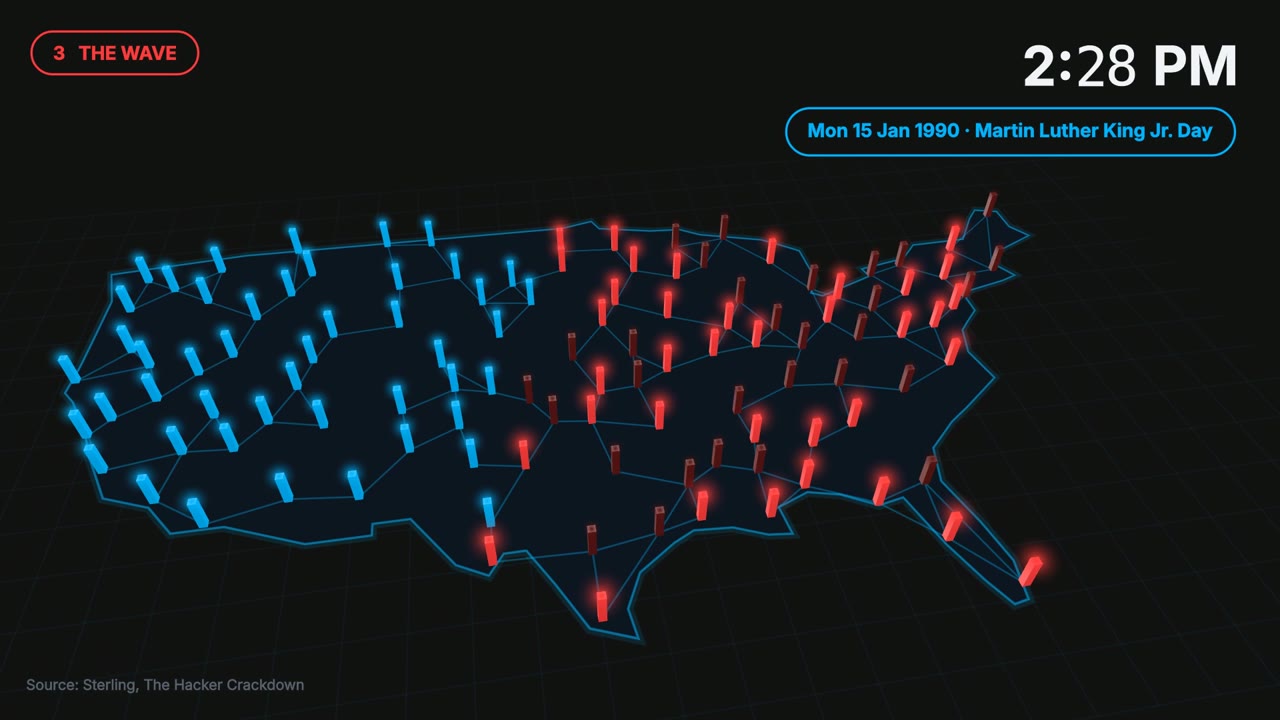 3 THE WAVE
2:28 PM
Mon 15 Jan 1990 · Martin Luther King Jr. Day
Source: Sterling, The Hacker Crackdown